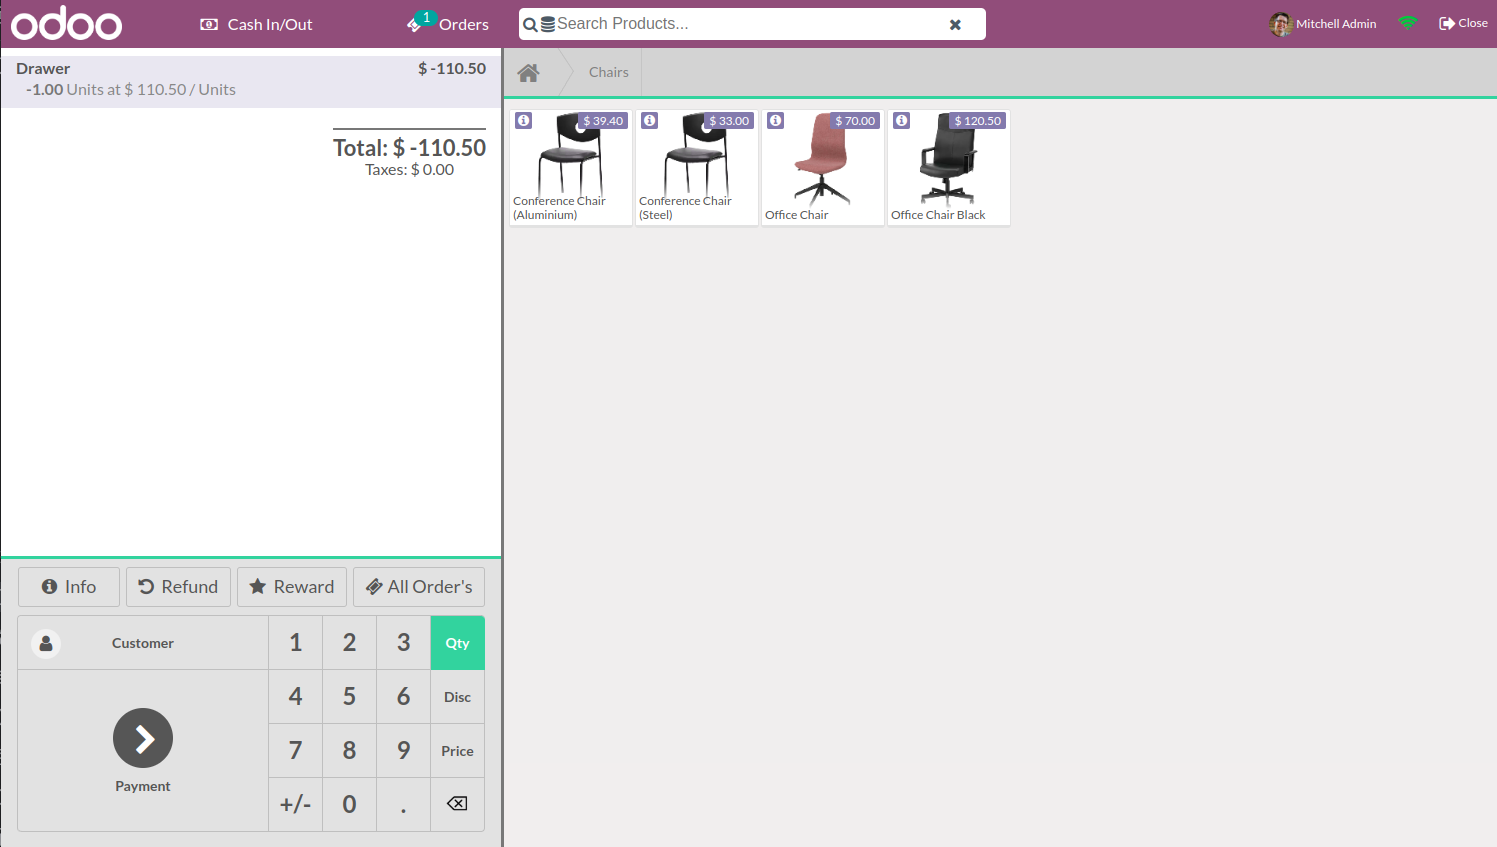 odoo
Cash In/Out
1
Orders
Search Products...
Mitchell Admin
Close
Drawer
$ -110.50
-1.00 Units at $ 110.50 / Units
Total: $ -110.50
Taxes: $ 0.00
Chairs
$ 39.40
Conference Chair
(Aluminium)
$ 33.00
Conference Chair
(Steel)
$ 70.00
Office Chair
$ 120.50
Office Chair Black
Info
Refund
Reward
All Order's
Customer
1 2 3 Qty
4 5 6 Disc
7 8 9 Price
Payment
+/- 0 .